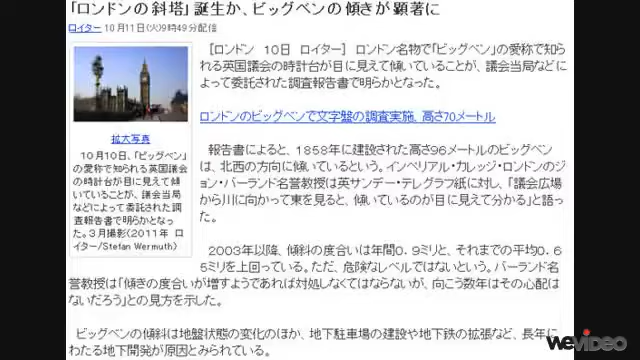 「ロンドンの斜塔」誕生か、ビッグベンの傾きが顕著に
ロイター 10月11日(火)9時49分配信
[ロンドン 10日 ロイター] ロンドン名物で「ビッグベン」の愛称で知ら
れる英国議会の時計台が目に見えて傾いていることが、議会当局などに
よって委託された調査報告書で明らかとなった。
ロンドンのビッグベンで文字盤の調査実施、高さ70メートル
拡大写真
10月10日、「ビッグベン」
の愛称で知られる英国議会
の時計台が目に見えて傾
いていることが、議会当局
などによって委託された調
査報告書で明らかとなっ
た。3月撮影(2011年 ロ
イター/Stefan Wermuth)
報告書によると、1858年に建設された高さ96メートルのビッグベン
は、北西の方向に傾いているという。インペリアル・カレッジ・ロンドンのジ
ョン・バーランド名誉教授は英サンデー・テレグラフ紙に対し、「議会広場
から川に向かって東を見ると、傾いているのが目に見えて分かる」と語っ
た。
2003年以降、傾斜の度合いは年間0.9ミリと、それまでの平均0.6
5ミリを上回っている。ただ、危険なレベルではないという。バーランド名
誉教授は「傾きの度合いが増すようであれば対処しなくてはならないが、向こう数年はその心配は
ないだろう」との見方を示した。
ビッグベンの傾斜は地盤状態の変化のほか、地下駐車場の建設や地下鉄の拡張など、長年に
わたる地下開発が原因とみられている。
WEVIDEO